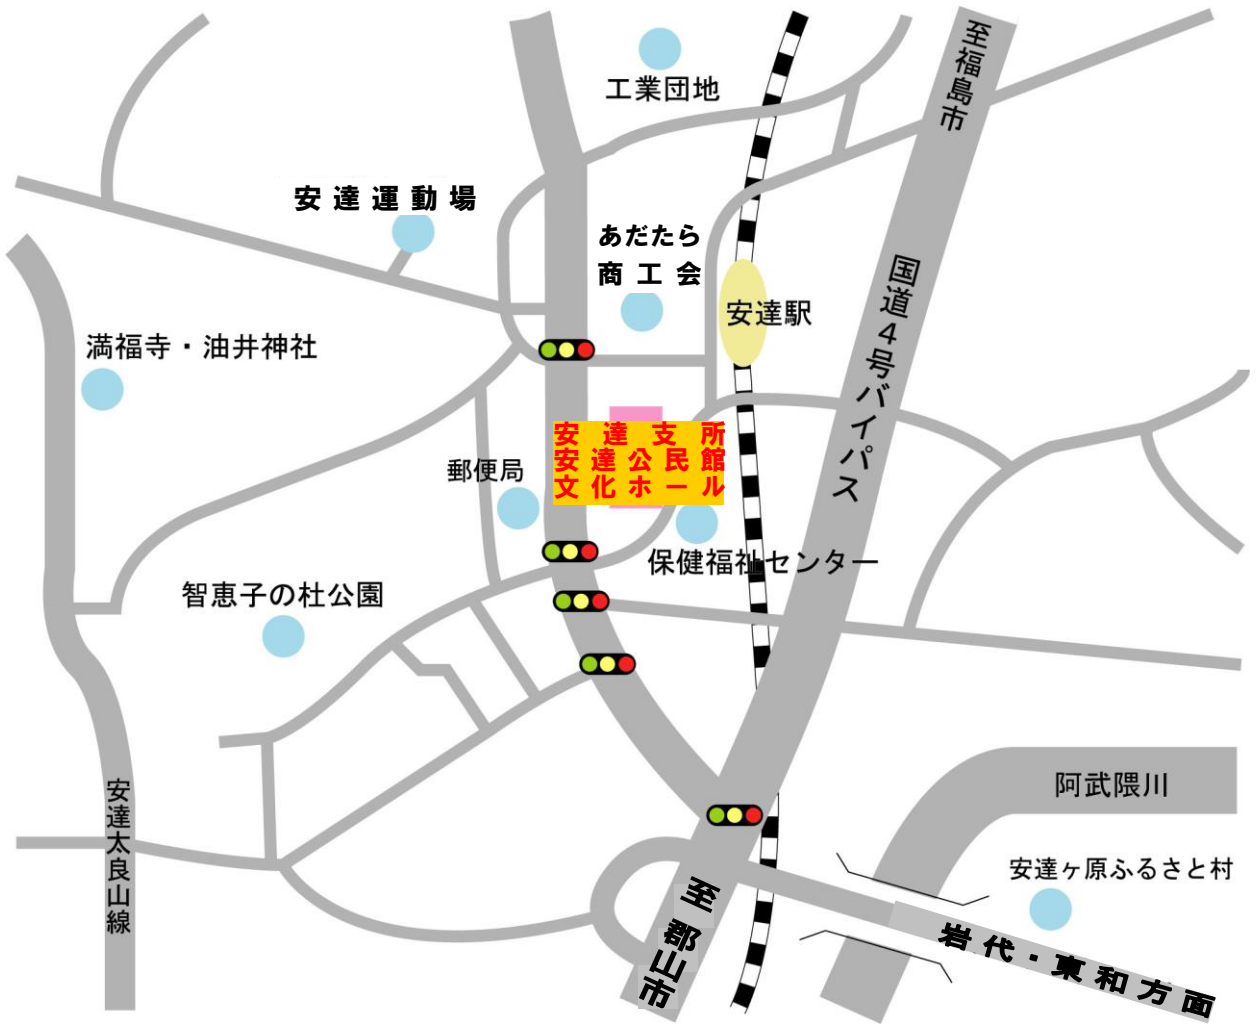 至福島市
工業団地
安達運動場
あだたら
商工会
安達駅
国道4号バイパス
満福寺・油井神社
安達支所
安達公民館
文化ホール
郵便局
保健福祉センター
智恵子の杜公園
安達太良山線
阿武隈川
安達ヶ原ふるさと村
至郡山市
岩代・東和方面